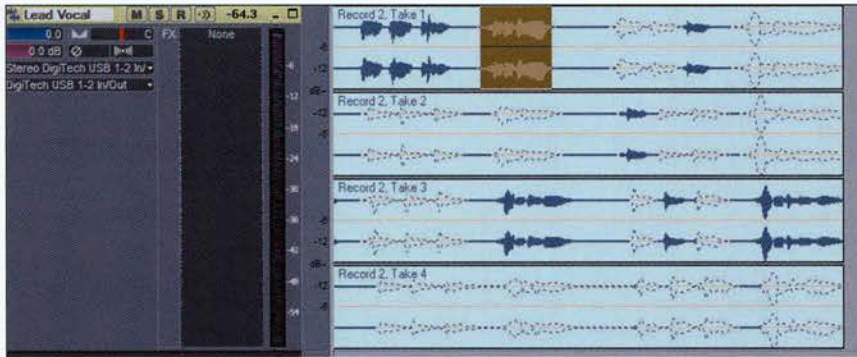 Lead Vocal M S R -64.3
0.0 C FX: None
0.0 dB
Stereo DigiTech USB 1-2 In/
DigiTech USB 1-2 In/Out
-6
-12
-18
-24
-30
-36
-42
-48
-54
Record 2, Take 1
-6
-12
dB-
Record 2, Take 2
-12
-6
Record 2, Take 3
-6
-12
dB-
Record 2, Take 4
-12
-6